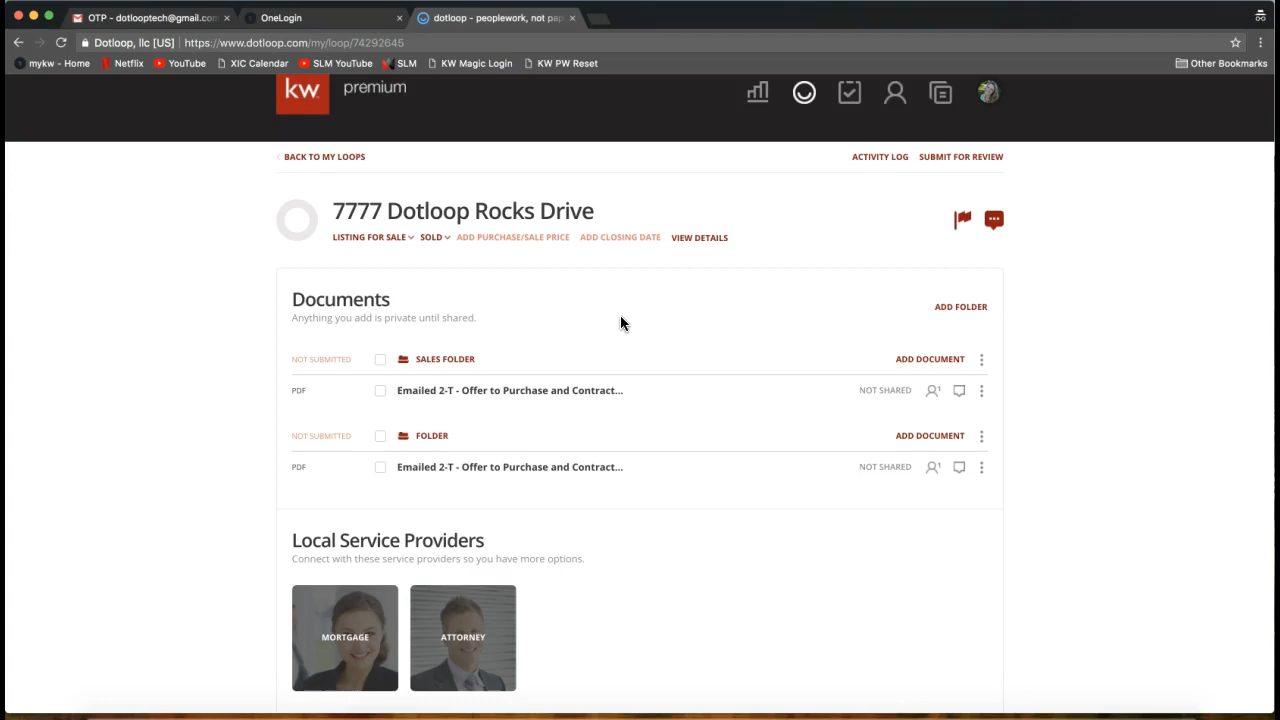 OTP - dotlooptech@gmail.com
OneLogin
dotloop - peoplework, not pap
Dotloop, llc [US]
https://www.dotloop.com/my/loop/74292645
mykw - Home
Netflix
YouTube
XIC Calendar
SLM YouTube
SLM
KW Magic Login
KW PW Reset
Other Bookmarks
kw
premium
BACK TO MY LOOPS
ACTIVITY LOG
SUBMIT FOR REVIEW
7777 Dotloop Rocks Drive
LISTING FOR SALE
SOLD
ADD PURCHASE/SALE PRICE
ADD CLOSING DATE
VIEW DETAILS
Documents
ADD FOLDER
Anything you add is private until shared.
NOT SUBMITTED
SALES FOLDER
ADD DOCUMENT
PDF
Emailed 2-T - Offer to Purchase and Contract...
NOT SHARED
1
NOT SUBMITTED
FOLDER
ADD DOCUMENT
PDF
Emailed 2-T - Offer to Purchase and Contract...
NOT SHARED
1
Local Service Providers
Connect with these service providers so you have more options.
MORTGAGE
ATTORNEY